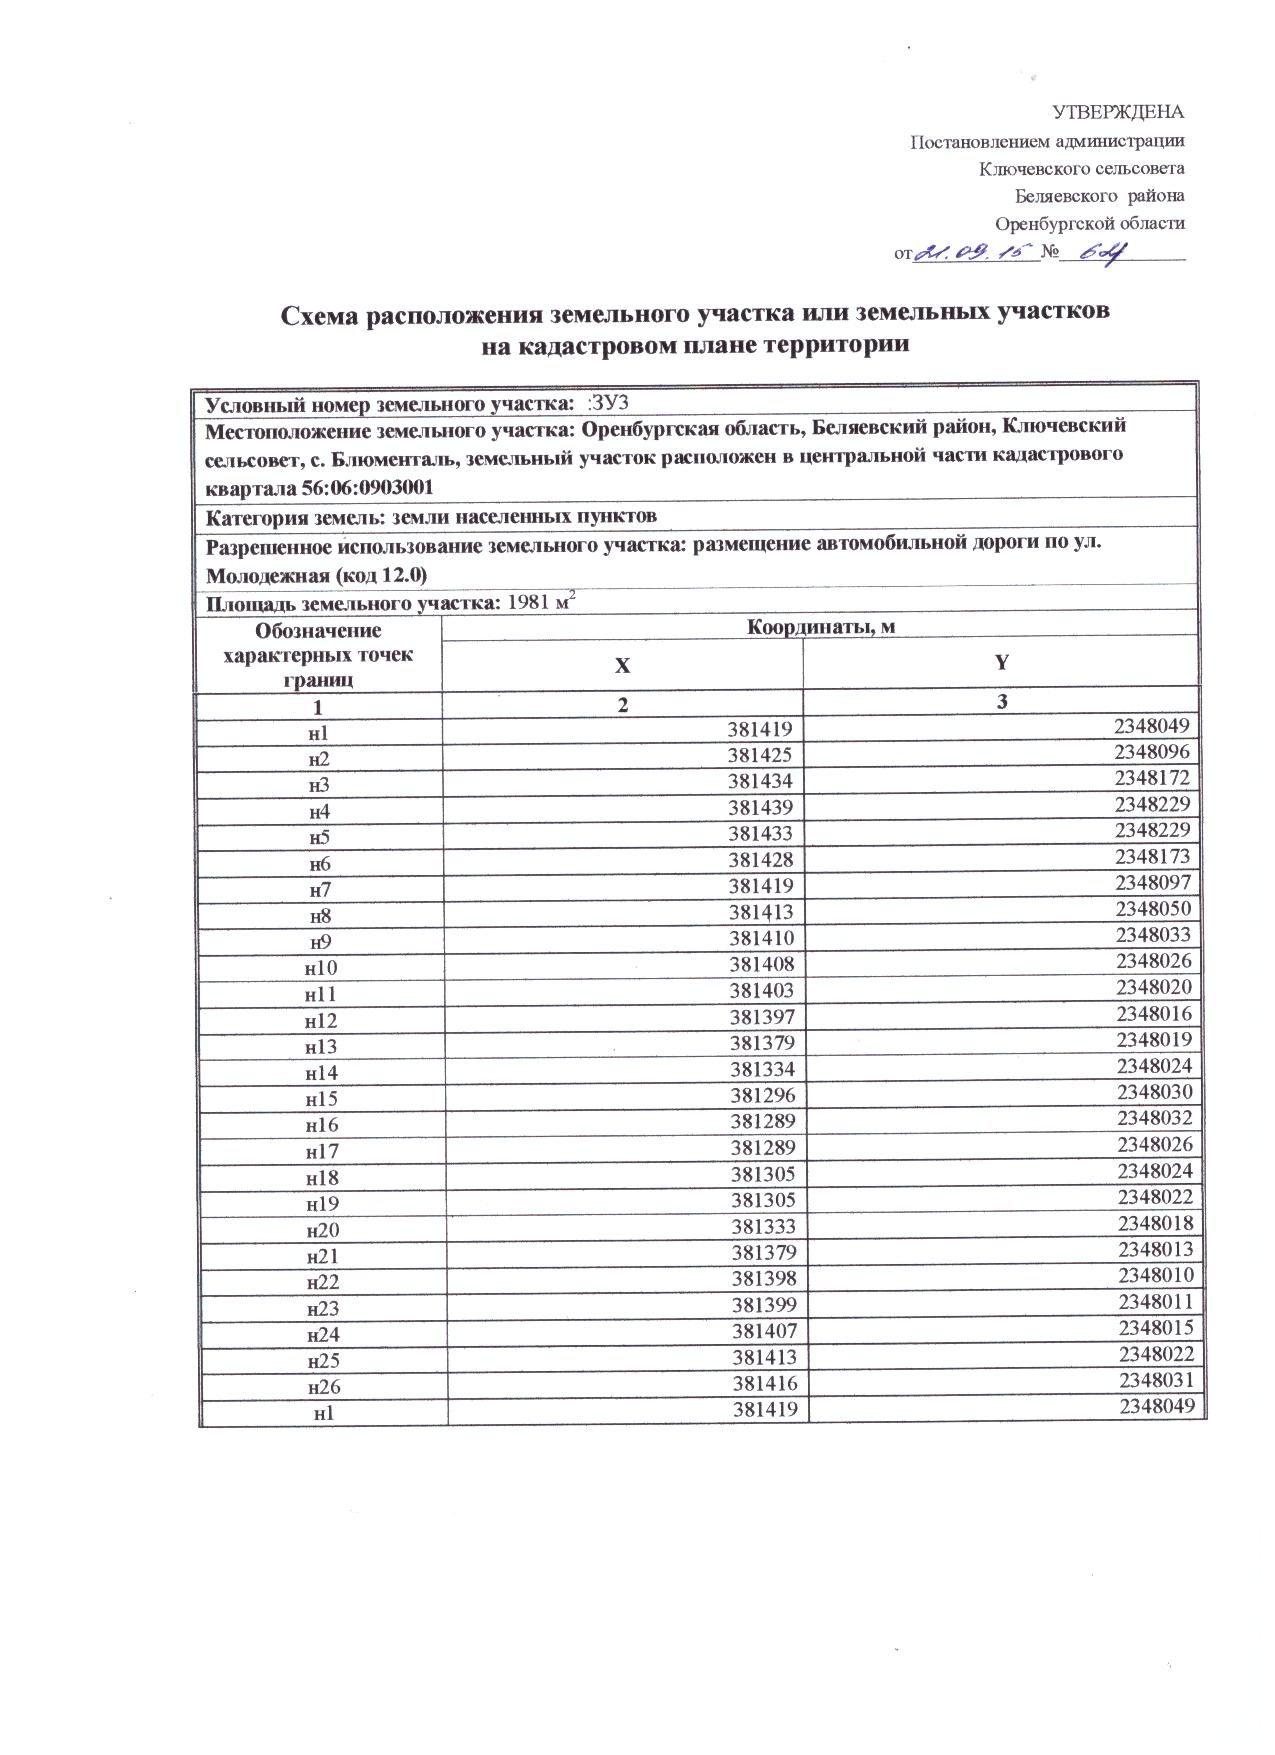 УТВЕРЖДЕНА
Постановлением администрации
Ключевского сельсовета
Беляевского района
Оренбургской области
от 21.09.15 №
Схема расположения земельного участка или земельных участков
на кадастровом плане территории
Условный номер земельного участка: :ЗУ3
Местоположение земельного участка: Оренбургская область, Беляевский район, Ключевский
сельсовет, с. Блюменталь, земельный участок расположен в центральной части кадастрового
квартала 56:06:0903001
Категория земель: земли населенных пунктов
Разрешенное использование земельного участка: размещение автомобильной дороги по ул.
Молодежная (код 12.0)
Площадь земельного участка: 1981 м²
Обозначение
характерных точек
границ
Координаты, м
X Y
1 2 3
н1 381419 2348049
н2 381425 2348096
н3 381434 2348172
н4 381439 2348229
н5 381433 2348229
н6 381428 2348173
н7 381419 2348097
н8 381413 2348050
н9 381410 2348033
н10 381408 2348026
н11 381403 2348020
н12 381397 2348016
н13 381379 2348019
н14 381334 2348024
н15 381296 2348030
н16 381289 2348032
н17 381289 2348026
н18 381305 2348024
н19 381305 2348022
н20 381333 2348018
н21 381379 2348013
н22 381398 2348010
н23 381399 2348011
н24 381407 2348015
н25 381413 2348022
н26 381416 2348031
н1 381419 2348049